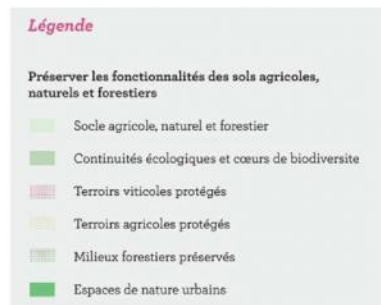 Légende
Préserver les fonctionnalités des sols agricoles,
naturels et forestiers
Socle agricole, naturel et forestier
Continuités écologiques et cœurs de biodiversite
Terroirs viticoles protégés
Terroirs agricoles protégés
Milieux forestiers préservés
Espaces de nature urbains